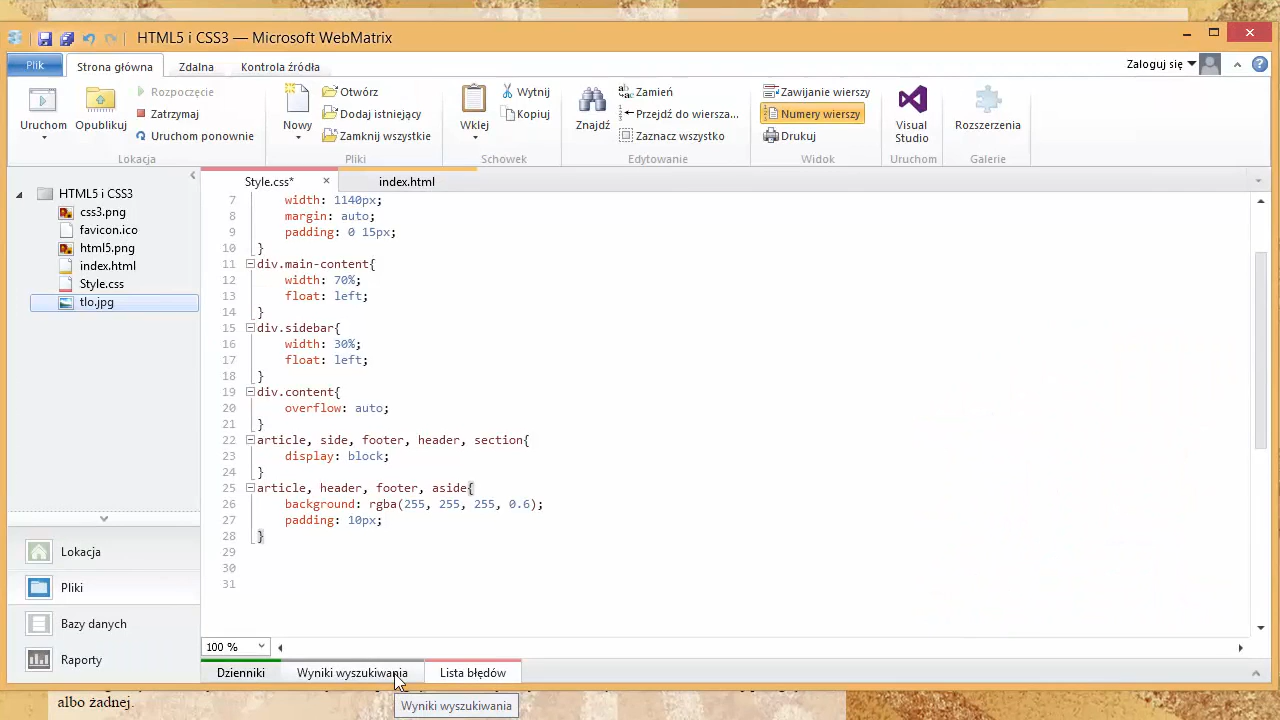 HTML5 i CSS3 — Microsoft WebMatrix
Plik
Strona główna
Zdalna
Kontrola źródła
Zaloguj się
Uruchom
Opublikuj
Rozpoczęcie
Zatrzymaj
Uruchom ponownie
Lokacja
Nowy
Otwórz
Dodaj istniejący
Zamknij wszystkie
Pliki
Wklej
Wytnij
Kopiuj
Schowek
Znajdź
Zamień
Przejdź do wiersza...
Zaznacz wszystko
Edytowanie
Zawijanie wierszy
Numery wierszy
Drukuj
Widok
Visual
Studio
Uruchom
Rozszerzenia
Galerie
HTML5 i CSS3
css3.png
favicon.ico
html5.png
index.html
Style.css
tlo.jpg
Lokacja
Pliki
Bazy danych
Raporty
Style.css*
index.html
7 width: 1140px;
8 margin: auto;
9 padding: 0 15px;
10 }
11 div.main-content{
12 width: 70%;
13 float: left;
14 }
15 div.sidebar{
16 width: 30%;
17 float: left;
18 }
19 div.content{
20 overflow: auto;
21 }
22 article, side, footer, header, section{
23 display: block;
24 }
25 article, header, footer, aside{
26 background: rgba(255, 255, 255, 0.6);
27 padding: 10px;
28 }
29
30
31
100 %
Dzienniki
Wyniki wyszukiwania
Lista błędów
Wyniki wyszukiwania
albo żadnej.